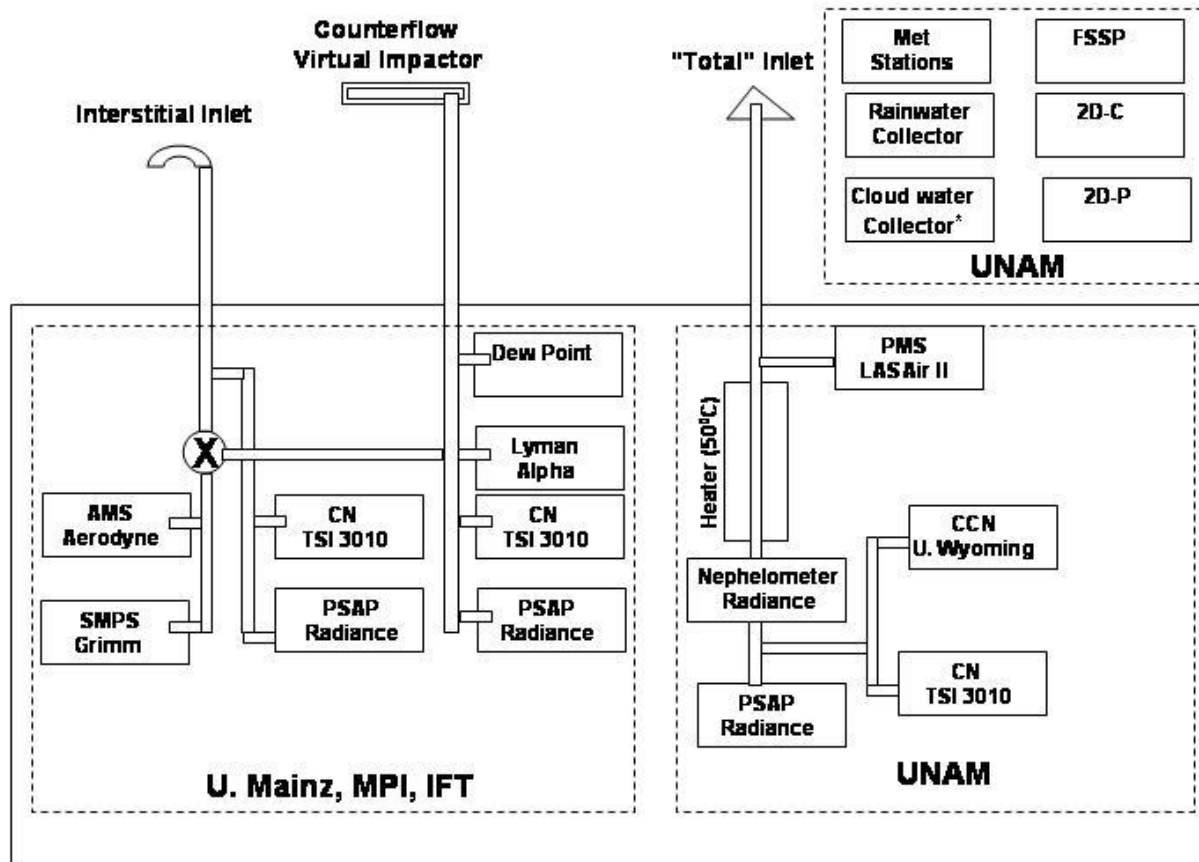 Counterflow
Virtual Impactor
"Total" Inlet
Interstitial Inlet
Met
Stations
FSSP
Rainwater
Collector
2D-C
Cloud water
Collector*
2D-P
UNAM
Dew Point
PMS
LASAir II
Heater (50⁰C)
X
Lyman
Alpha
AMS
Aerodyne
CN
TSI 3010
CN
TSI 3010
CCN
U. Wyoming
Nephelometer
Radiance
SMPS
Grimm
PSAP
Radiance
PSAP
Radiance
CN
TSI 3010
PSAP
Radiance
U. Mainz, MPI, IFT
UNAM